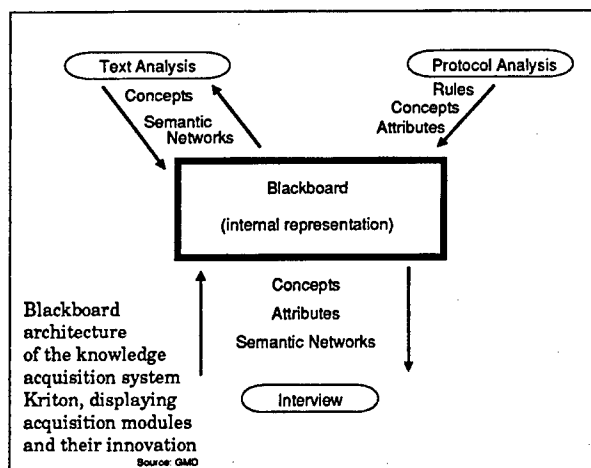 Text Analysis
Protocol Analysis
Concepts
Semantic
Networks
Rules
Concepts
Attributes
Blackboard
(internal representation)
Concepts
Attributes
Semantic Networks
Interview
Blackboard
architecture
of the knowledge
acquisition system
Kriton, displaying
acquisition modules
and their innovation
Source: GMD